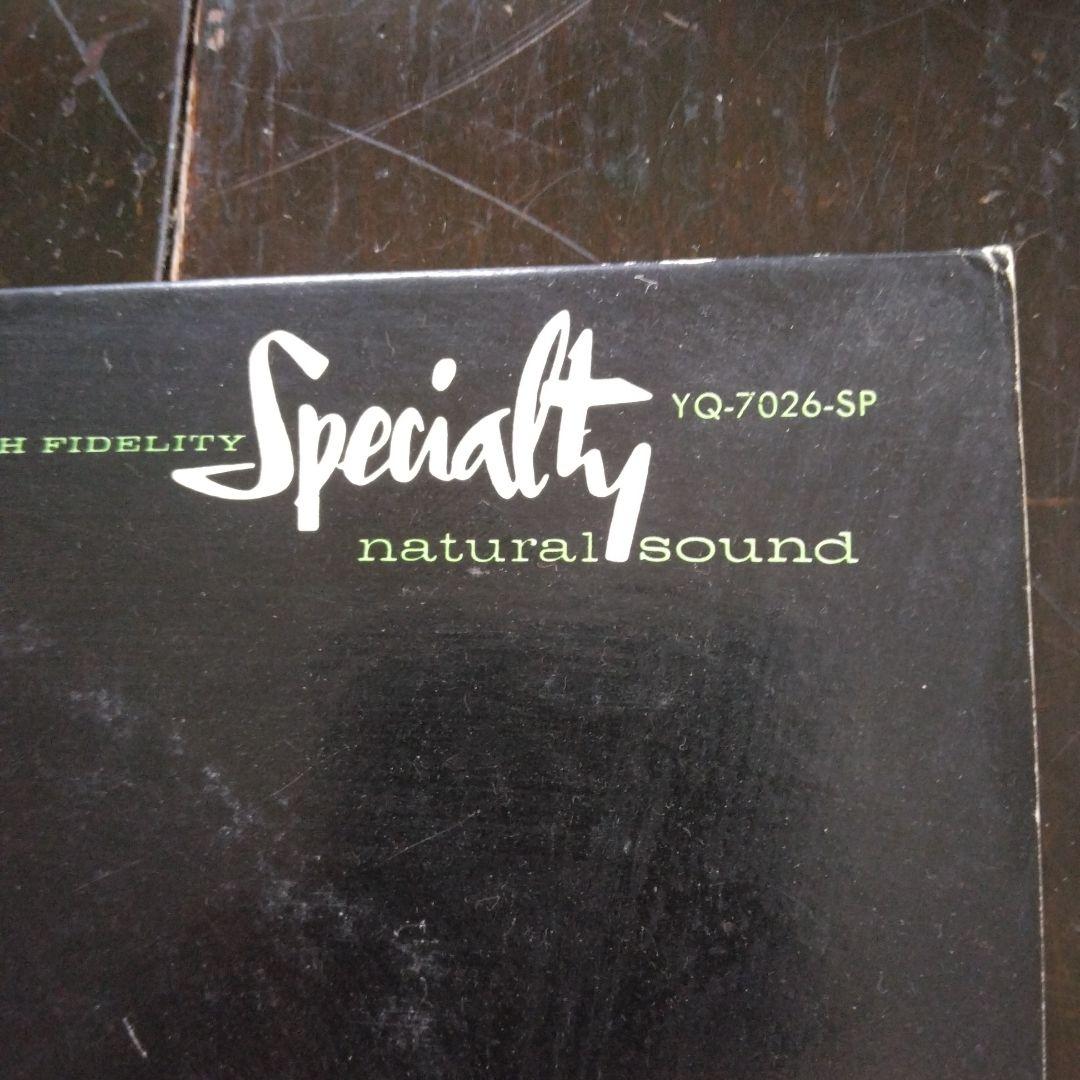 YQ-7026-SP
H FIDELITY Specialty
natural sound